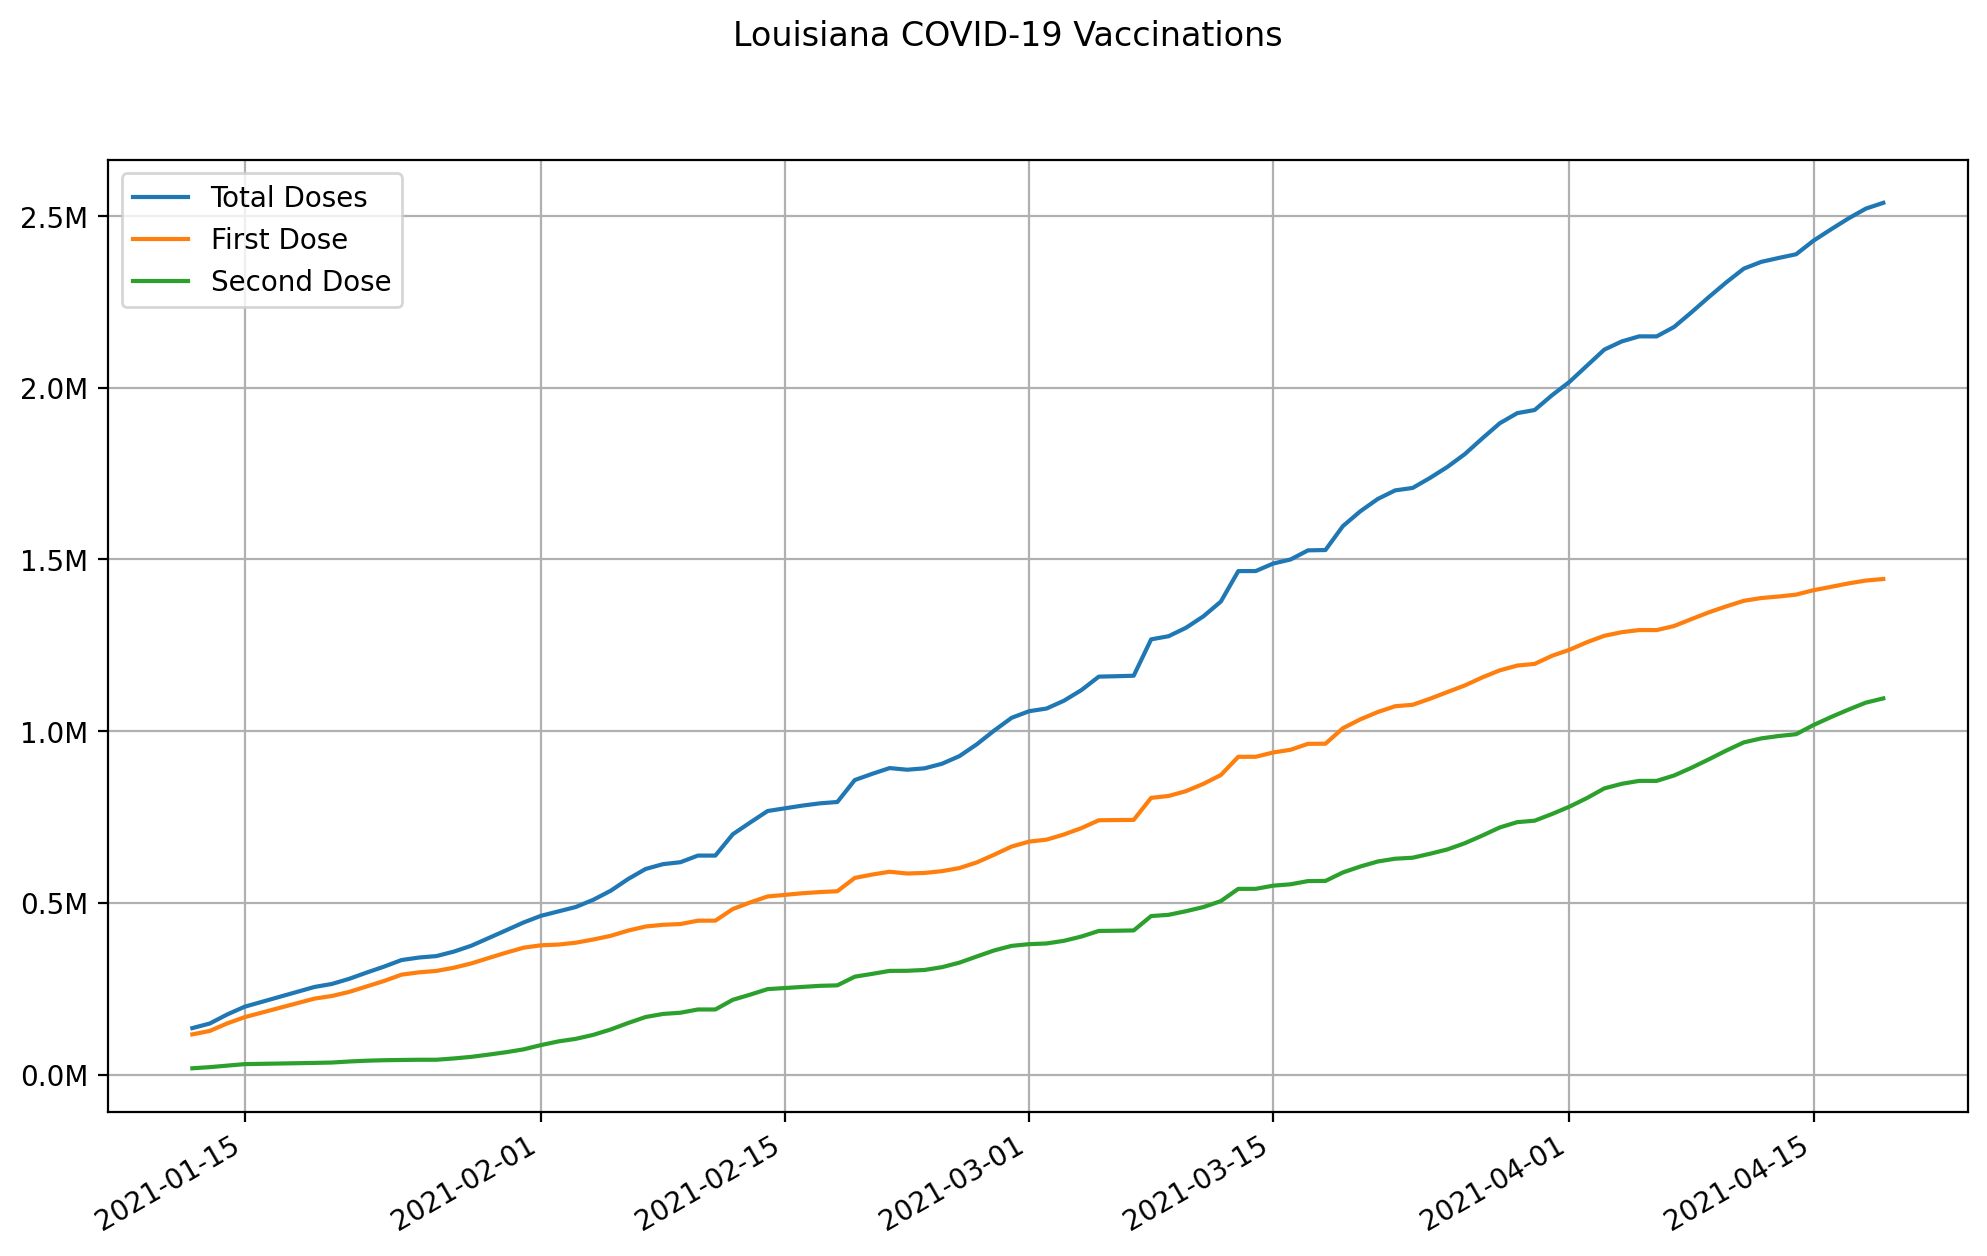 Louisiana COVID-19 Vaccinations
Total Doses
First Dose
Second Dose
2.5M
2.0M
1.5M
1.0M
0.5M
0.0M
2021-01-15
2021-02-01
2021-02-15
2021-03-01
2021-03-15
2021-04-01
2021-04-15